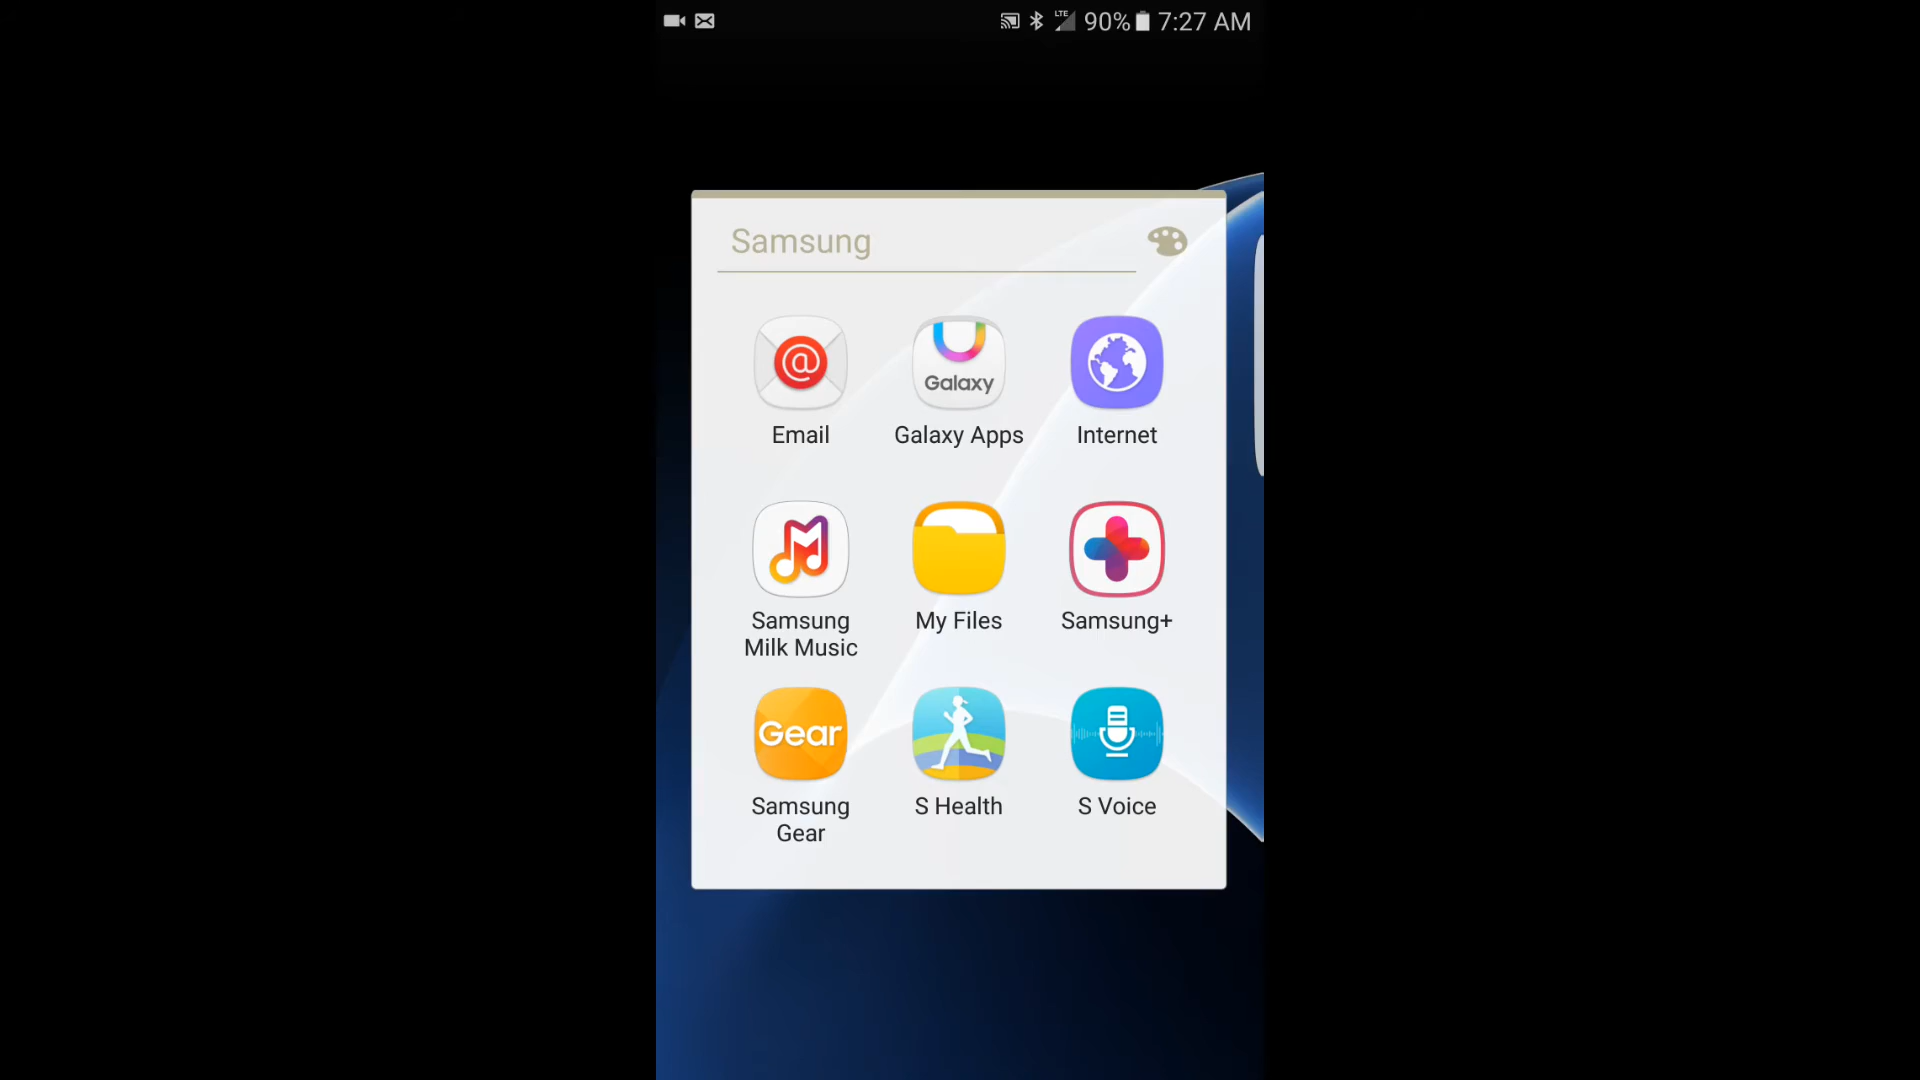 LTE 90% 7:27 AM
Samsung
Galaxy
Email Galaxy Apps Internet
Samsung
Milk Music
My Files
Samsung+
Gear
Samsung
Gear
S Health
S Voice